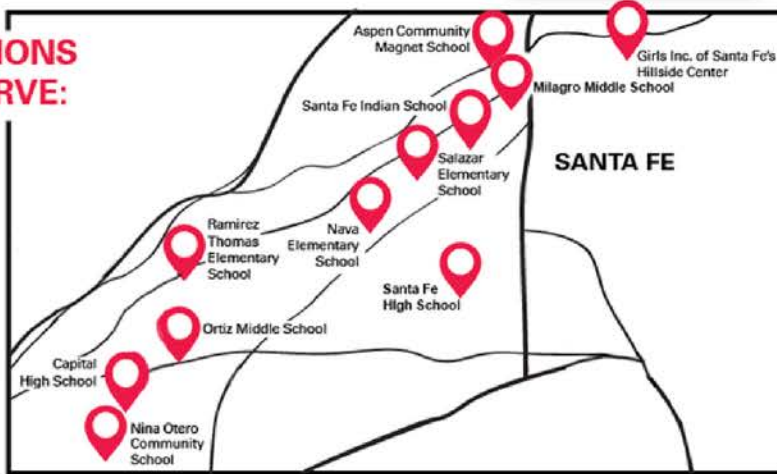 IONS
RVE:
Aspen Community
Magnet School
Girls Inc. of Santa Fe's
Hillside Center
Milagro Middle School
Santa Fe Indian School
Salazar
Elementary
School
SANTA FE
Nava
Elementary
School
Ramirez
Thomas
Elementary
School
Santa Fe
High School
Ortiz Middle School
Capital
High School
Nina Otero
Community
School